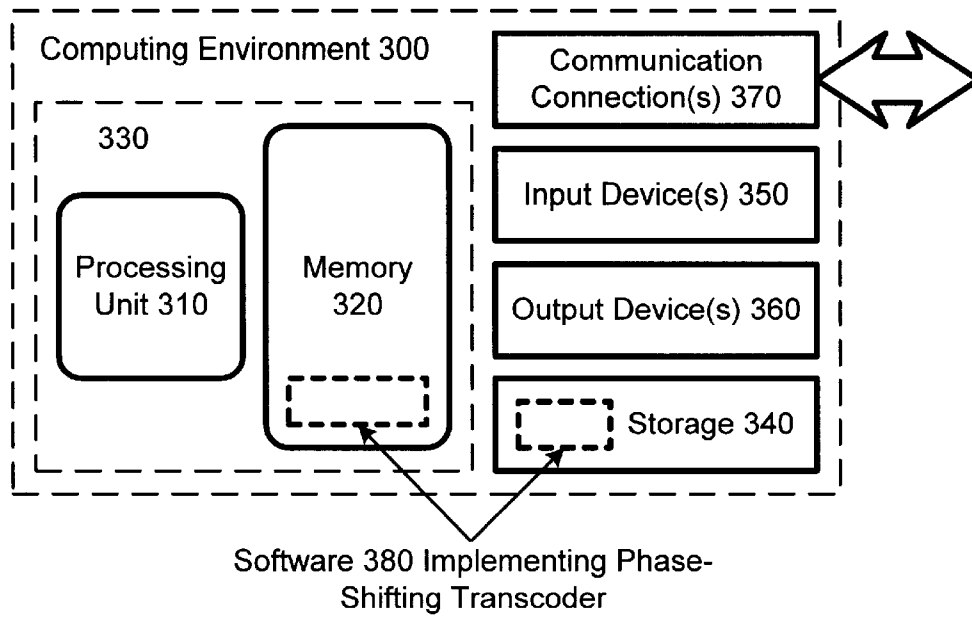 Computing Environment 300
330
Processing
Unit 310
Memory
320
Communication
Connection(s) 370
Input Device(s) 350
Output Device(s) 360
Storage 340
Software 380 Implementing Phase-
Shifting Transcoder